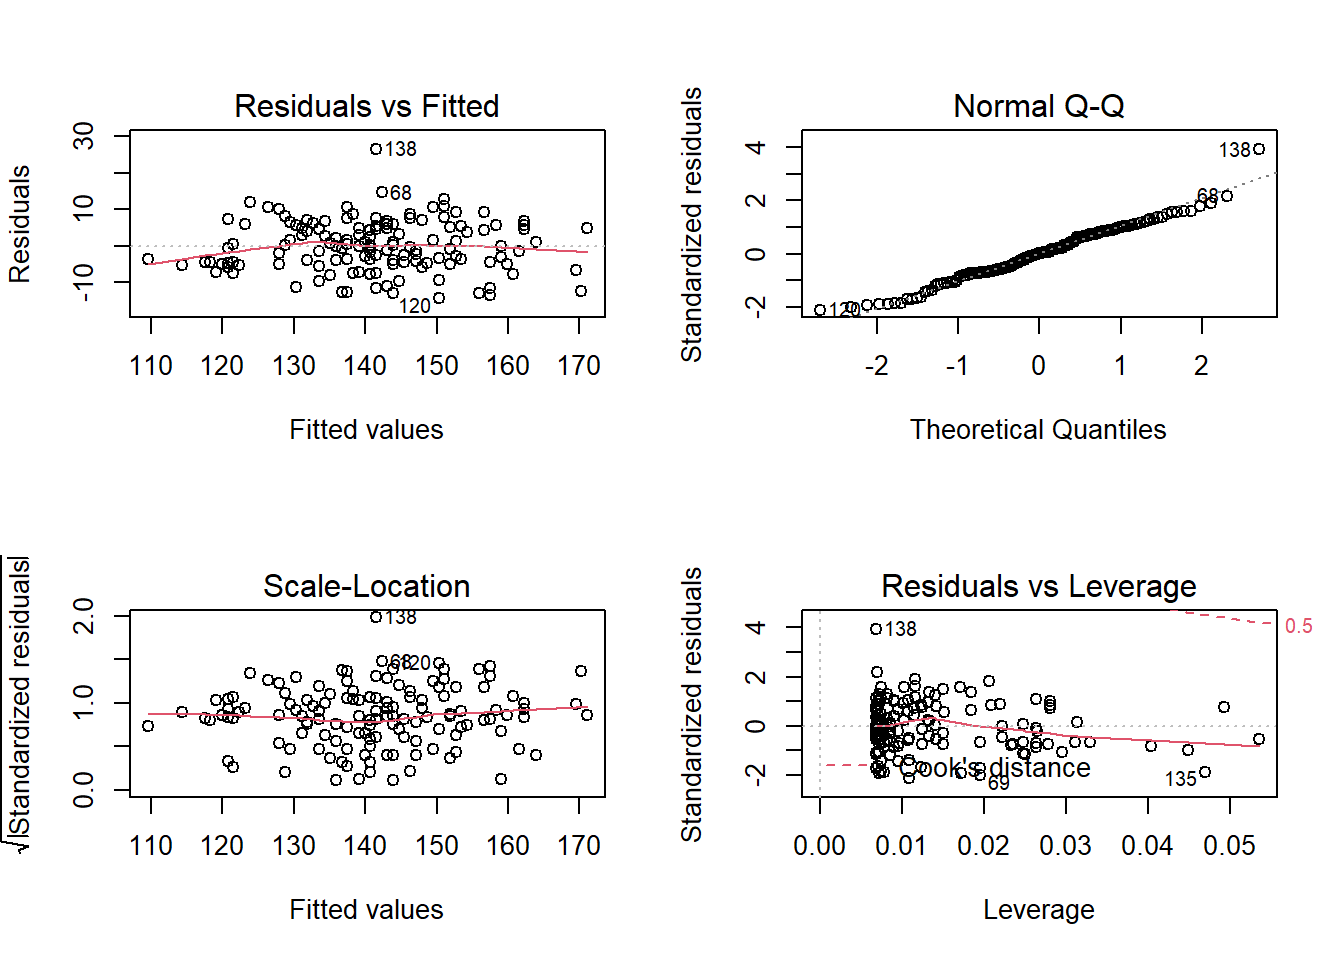 Residuals vs Fitted
Residuals
30
10
-10
138
68
120
110 120 130 140 150 160 170
Fitted values
Normal Q-Q
Standardized residuals
4
2
0
-2
138
68
120
-2 -1 0 1 2
Theoretical Quantiles
Scale-Location
√|Standardized residuals|
2.0
1.0
0.0
138
68
120
110 120 130 140 150 160 170
Fitted values
Residuals vs Leverage
Standardized residuals
4
2
0
-2
138
0.5
Cook's distance
135
69
0.00 0.01 0.02 0.03 0.04 0.05
Leverage